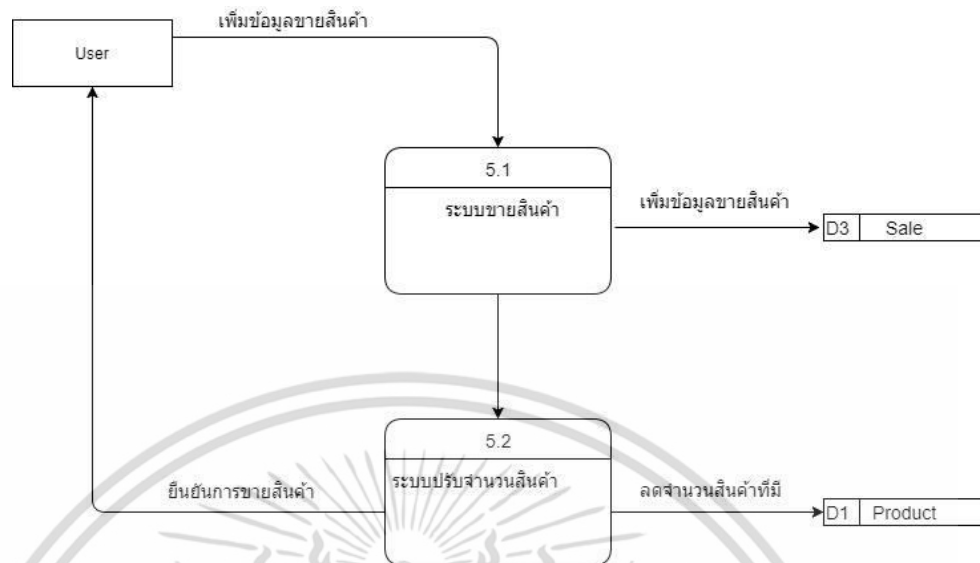 เพิ่มข้อมูลขายสินค้า
User
5.1
ระบบขายสินค้า
เพิ่มข้อมูลขายสินค้า
D3 Sale
5.2
ระบบปรับจำนวนสินค้า
ยืนยันการขายสินค้า
ลดจำนวนสินค้าที่มี
D1 Product